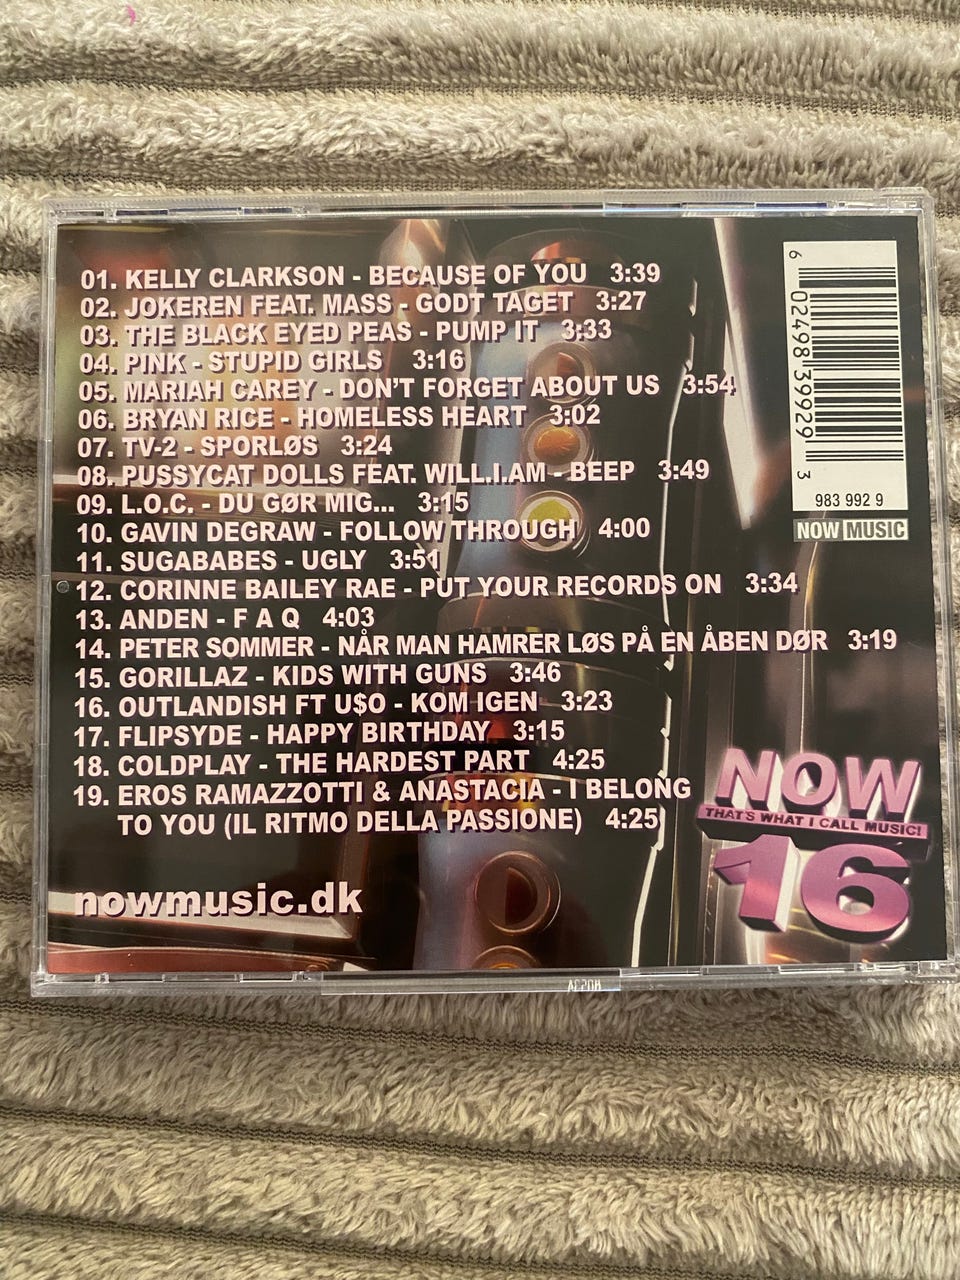 01. KELLY CLARKSON - BECAUSE OF YOU 3:39
02. JOKEREN FEAT. MASS - GODT TAGET 3:27
03. THE BLACK EYED PEAS - PUMP IT 3:33
04. PINK - STUPID GIRLS 3:16
05. MARIAH CAREY - DON'T FORGET ABOUT US 3:54
06. BRYAN RICE - HOMELESS HEART 3:02
07. TV-2 - SPORLØS 3:24
08. PUSSYCAT DOLLS FEAT. WILL.I.AM - BEEP 3:49
09. L.O.C. - DU GØR MIG... 3:15
10. GAVIN DEGRAW - FOLLOW THROUGH 4:00
11. SUGABABES - UGLY 3:51
12. CORINNE BAILEY RAE - PUT YOUR RECORDS ON 3:34
13. ANDEN - F A Q 4:03
14. PETER SOMMER - NÅR MAN HAMRER LØS PÅ EN ÅBEN DØR 3:19
15. GORILLAZ - KIDS WITH GUNS 3:46
16. OUTLANDISH FT U$O - KOM IGEN 3:23
17. FLIPSYDE - HAPPY BIRTHDAY 3:15
18. COLDPLAY - THE HARDEST PART 4:25
19. EROS RAMAZZOTTI & ANASTACIA - I BELONG
TO YOU (IL RITMO DELLA PASSIONE) 4:25
nowmusic.dk
6 02498 39929 3
983 992 9
NOW MUSIC
NOW
THAT'S WHAT I CALL MUSIC!
16